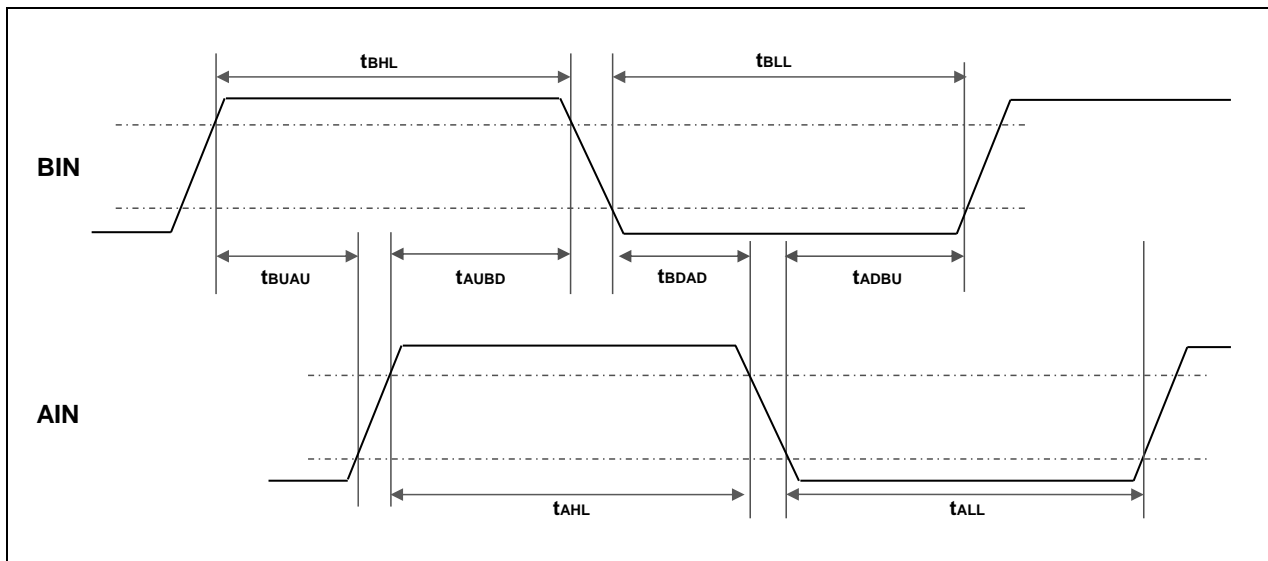 tBHL
tBLL
BIN
tBUAU
tAUBD
tBDAD
tADBU
AIN
tAHL
tALL